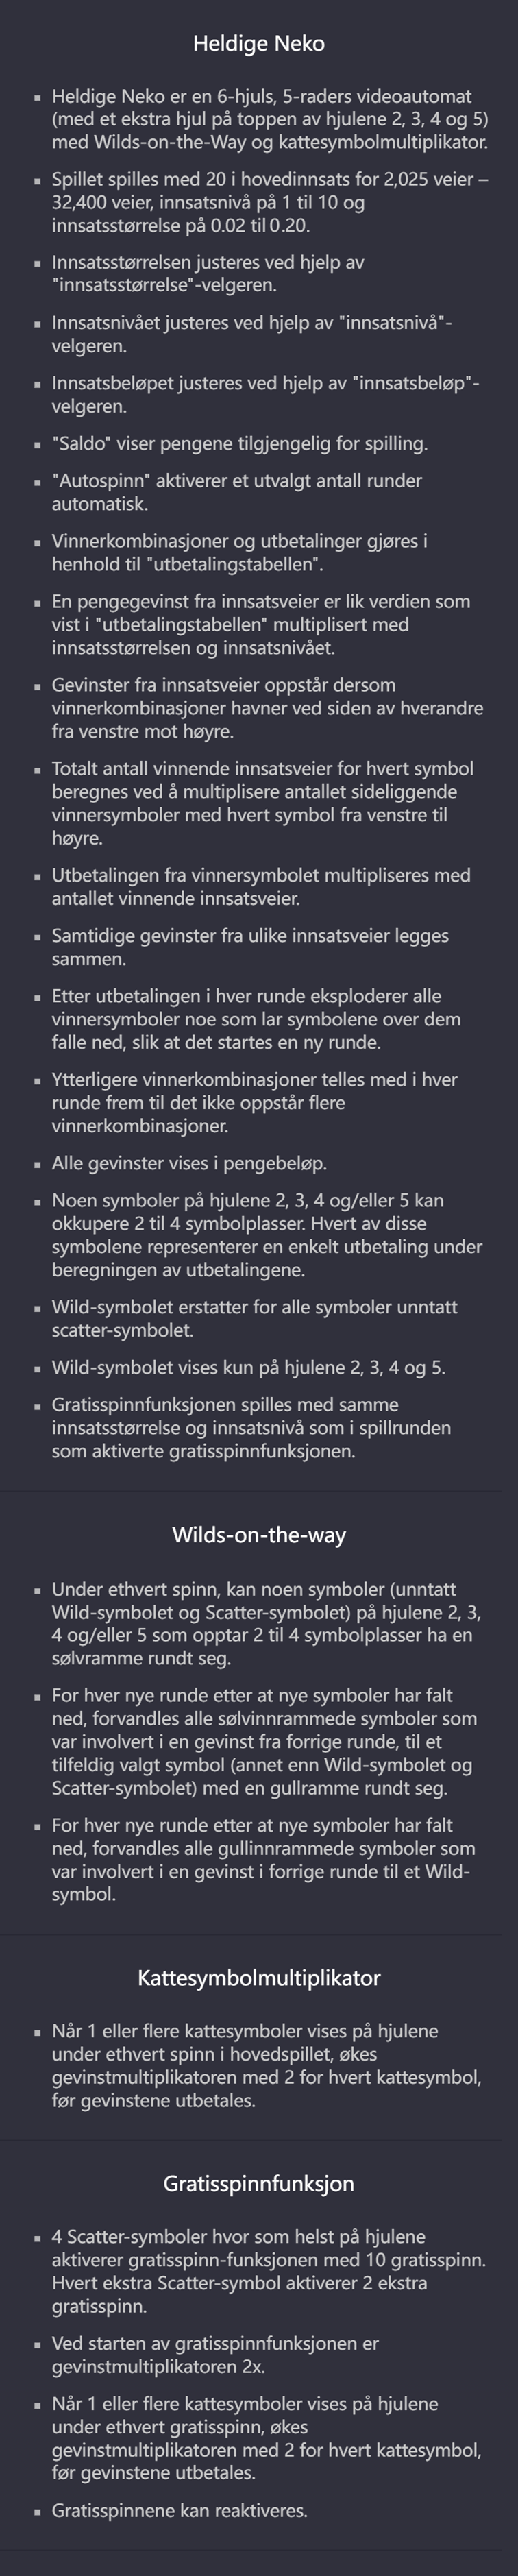 Heldige Neko
▪ Heldige Neko er en 6-hjuls, 5-raders videoautomat
(med et ekstra hjul på toppen av hjulene 2, 3, 4 og 5)
med Wilds-on-the-Way og kattesymbolmultiplikator.
▪ Spillet spilles med 20 i hovedinnsats for 2,025 veier –
32,400 veier, innsatsnivå på 1 til 10 og
innsatsstørrelse på 0.02 til 0.20.
▪ Innsatsstørrelsen justeres ved hjelp av
"innsatsstørrelse"-velgeren.
▪ Innsatsnivået justeres ved hjelp av "innsatsnivå"-
velgeren.
▪ Innsatsbeløpet justeres ved hjelp av "innsatsbeløp"-
velgeren.
▪ "Saldo" viser pengene tilgjengelig for spilling.
▪ "Autospinn" aktiverer et utvalgt antall runder
automatisk.
▪ Vinnerkombinasjoner og utbetalinger gjøres i
henhold til "utbetalingstabellen".
▪ En pengegevinst fra innsatsveier er lik verdien som
vist i "utbetalingstabellen" multiplisert med
innsatsstørrelsen og innsatsnivået.
▪ Gevinster fra innsatsveier oppstår dersom
vinnerkombinasjoner havner ved siden av hverandre
fra venstre mot høyre.
▪ Totalt antall vinnende innsatsveier for hvert symbol
beregnes ved å multiplisere antallet sideliggende
vinnersymboler med hvert symbol fra venstre til
høyre.
▪ Utbetalingen fra vinnersymbolet multipliseres med
antallet vinnende innsatsveier.
▪ Samtidige gevinster fra ulike innsatsveier legges
sammen.
▪ Etter utbetalingen i hver runde eksploderer alle
vinnersymboler noe som lar symbolene over dem
falle ned, slik at det startes en ny runde.
▪ Ytterligere vinnerkombinasjoner telles med i hver
runde frem til det ikke oppstår flere
vinnerkombinasjoner.
▪ Alle gevinster vises i pengebeløp.
▪ Noen symboler på hjulene 2, 3, 4 og/eller 5 kan
okkupere 2 til 4 symbolplasser. Hvert av disse
symbolene representerer en enkelt utbetaling under
beregningen av utbetalingene.
▪ Wild-symbolet erstatter for alle symboler unntatt
scatter-symbolet.
▪ Wild-symbolet vises kun på hjulene 2, 3, 4 og 5.
▪ Gratisspinnfunksjonen spilles med samme
innsatsstørrelse og innsatsnivå som i spillrunden
som aktiverte gratisspinnfunksjonen.
Wilds-on-the-way
▪ Under ethvert spinn, kan noen symboler (unntatt
Wild-symbolet og Scatter-symbolet) på hjulene 2, 3,
4 og/eller 5 som opptar 2 til 4 symbolplasser ha en
sølvramme rundt seg.
▪ For hver nye runde etter at nye symboler har falt
ned, forvandles alle sølvinnrammede symboler som
var involvert i en gevinst fra forrige runde, til et
tilfeldig valgt symbol (annet enn Wild-symbolet og
Scatter-symbolet) med en gullramme rundt seg.
▪ For hver nye runde etter at nye symboler har falt
ned, forvandles alle gullinnrammede symboler som
var involvert i en gevinst i forrige runde til et Wild-
symbol.
Kattesymbolmultiplikator
▪ Når 1 eller flere kattesymboler vises på hjulene
under ethvert spinn i hovedspillet, økes
gevinstmultiplikatoren med 2 for hvert kattesymbol,
før gevinstene utbetales.
Gratisspinnfunksjon
▪ 4 Scatter-symboler hvor som helst på hjulene
aktiverer gratisspinn-funksjonen med 10 gratisspinn.
Hvert ekstra Scatter-symbol aktiverer 2 ekstra
gratisspinn.
▪ Ved starten av gratisspinnfunksjonen er
gevinstmultiplikatoren 2x.
▪ Når 1 eller flere kattesymboler vises på hjulene
under ethvert gratisspinn, økes
gevinstmultiplikatoren med 2 for hvert kattesymbol,
før gevinstene utbetales.
▪ Gratisspinnene kan reaktiveres.